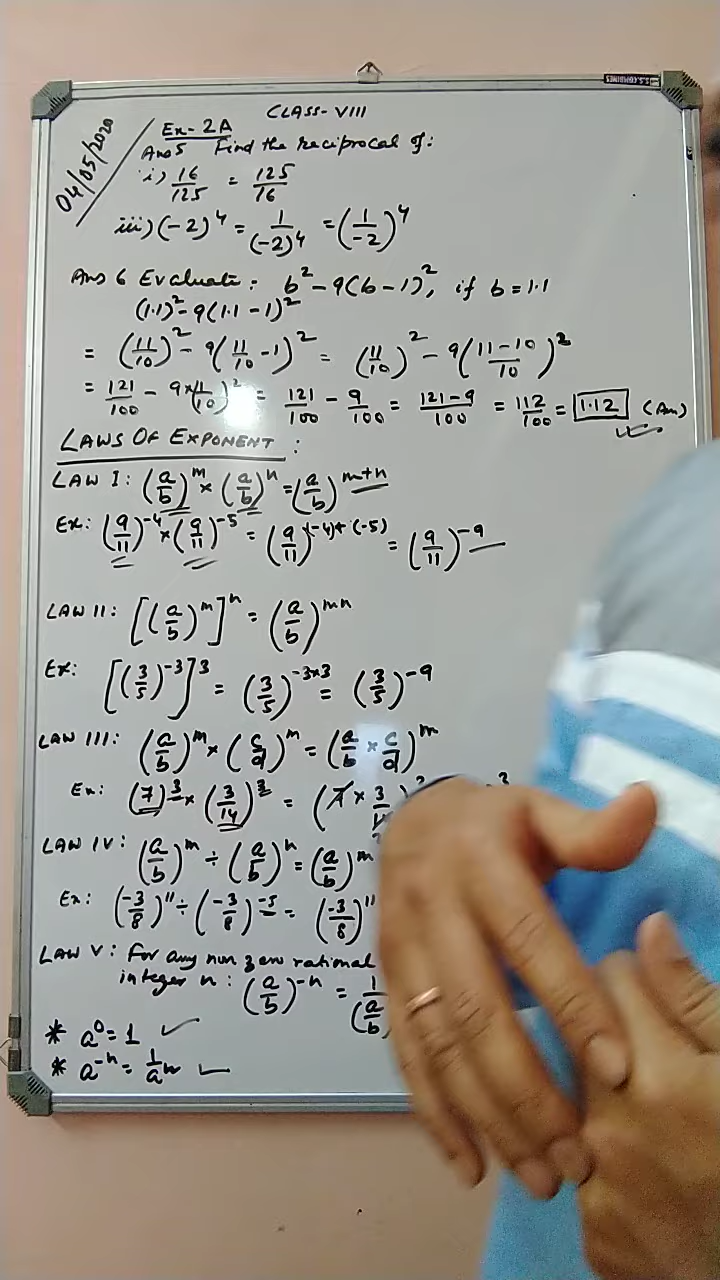 CLASS-VIII
04/05/2020
Ex-2A
Ans 5 Find the reciprocal of:
i) 16/125 = 125/16
iii) (-2)^4 = 1/(-2)^4 = (1/-2)^4
Ans 6 Evaluate: b^2 - 9(b-1)^2, if b = 1.1
(1.1)^2 - 9(1.1-1)^2
= (11/10)^2 - 9(11/10 - 1)^2 = (11/10)^2 - 9((11-10)/10)^2
= 121/100 - 9×(1/10)^2 = 121/100 - 9/100 = (121-9)/100 = 112/100 = 1.12 (Ans)
LAWS OF EXPONENT:
LAW I: (a/b)^m × (a/b)^n = (a/b)^(m+n)
Ex: (9/11)^-4 × (9/11)^-5 = (9/11)^((-4)+(-5)) = (9/11)^-9
LAW II: [(a/b)^m]^n = (a/b)^mn
Ex: [(3/5)^-3]^3 = (3/5)^(-3×3) = (3/5)^-9
LAW III: (a/b)^m × (c/d)^m = (a/b × c/d)^m
Ex: (7)^3 × (3/14)^3 = (7 × 3/
LAW IV: (a/b)^m ÷ (a/b)^n = (a/b)^m
Ex: (-3/8)^11 ÷ (-3/8)^-5 = (-3/8)^11
LAW V: For any non zero rational
integer n: (a/b)^-n = 1/(a/b)
* a^0 = 1 ✓
* a^-n = 1/a^n ✓